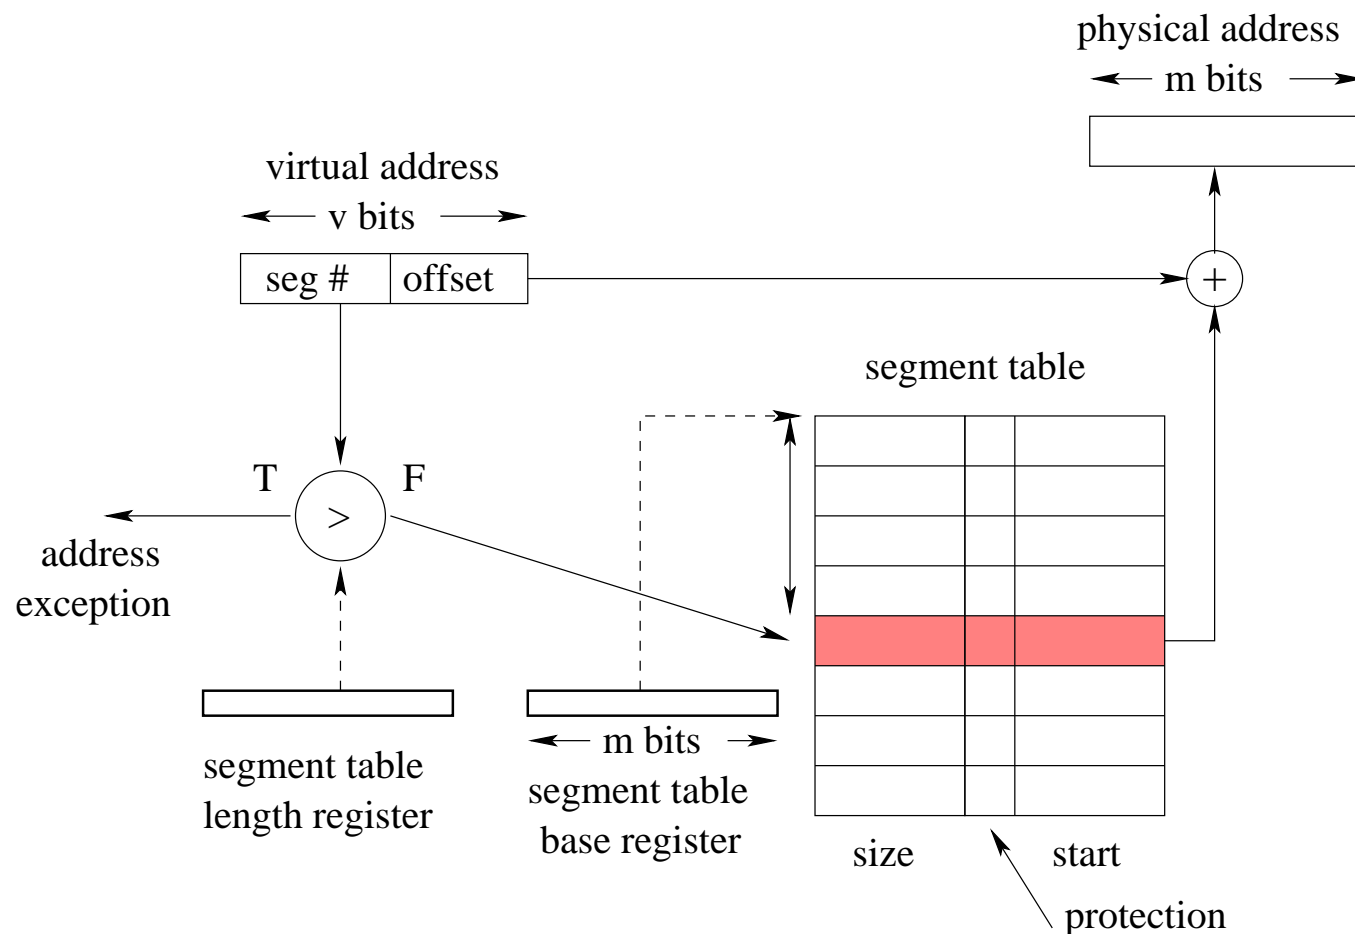 physical address
m bits
virtual address
v bits
seg #
offset
+
segment table
T
F
>
address
exception
m bits
segment table
length register
segment table
base register
size
start
protection